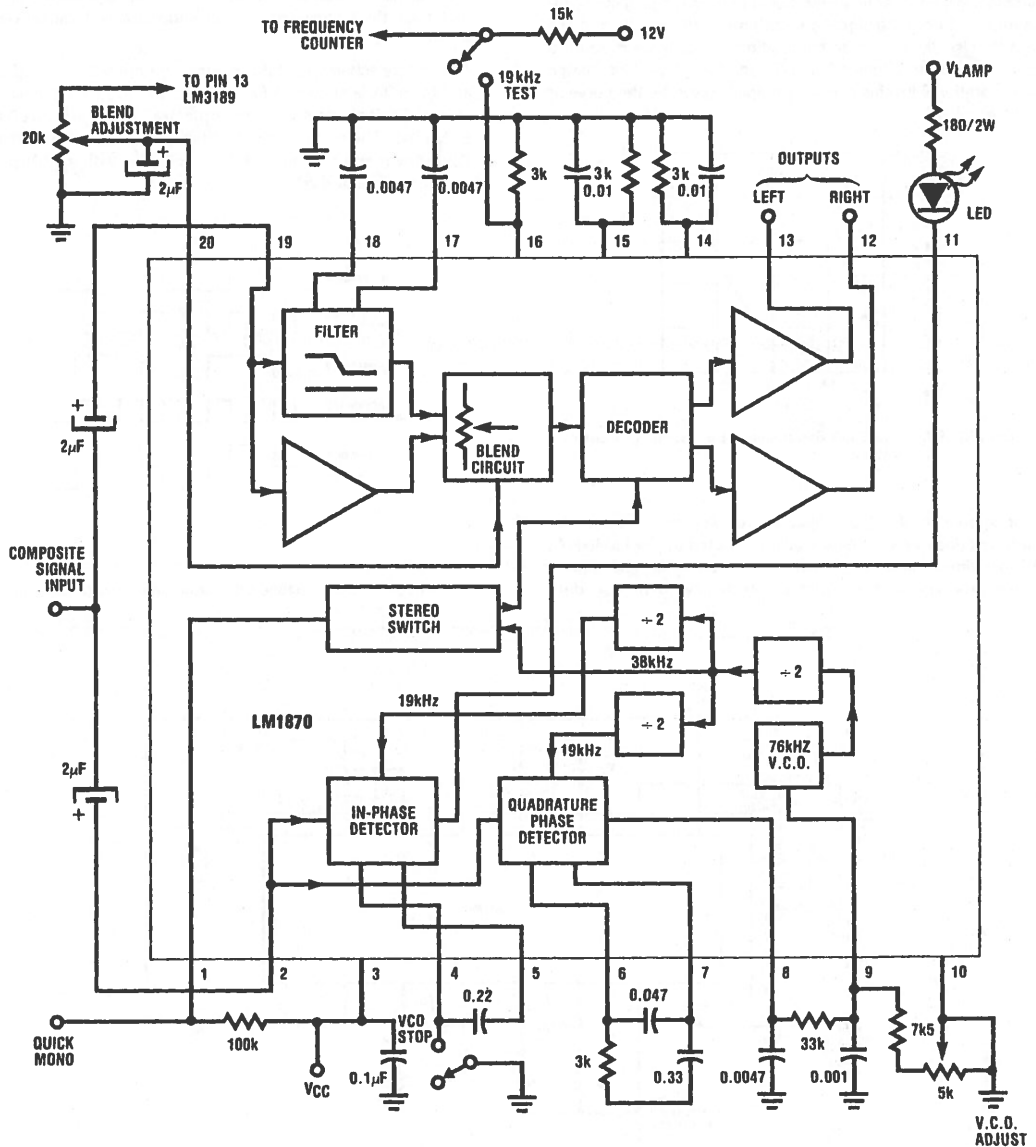 15k
TO FREQUENCY
COUNTER
12V
19kHz
TEST
TO PIN 13
LM3189
BLEND
ADJUSTMENT
20k
+
2µF
0.0047
0.0047
3k
3k
0.01
3k
0.01
OUTPUTS
LEFT
RIGHT
VLAMP
180/2W
LED
20
19
18
17
16
15
14
13
12
11
FILTER
BLEND
CIRCUIT
DECODER
+
2µF
COMPOSITE
SIGNAL
INPUT
STEREO
SWITCH
÷2
38kHz
÷2
19kHz
÷2
LM1870
19kHz
76kHZ
V.C.O.
2µF
+
IN-PHASE
DETECTOR
QUADRATURE
PHASE
DETECTOR
1
2
3
4
5
6
7
8
9
10
QUICK
MONO
100k
VCC
0.1µF
VCO
STOP
0.22
3k
0.047
0.33
0.0047
33k
0.001
7k5
5k
V.C.O.
ADJUST